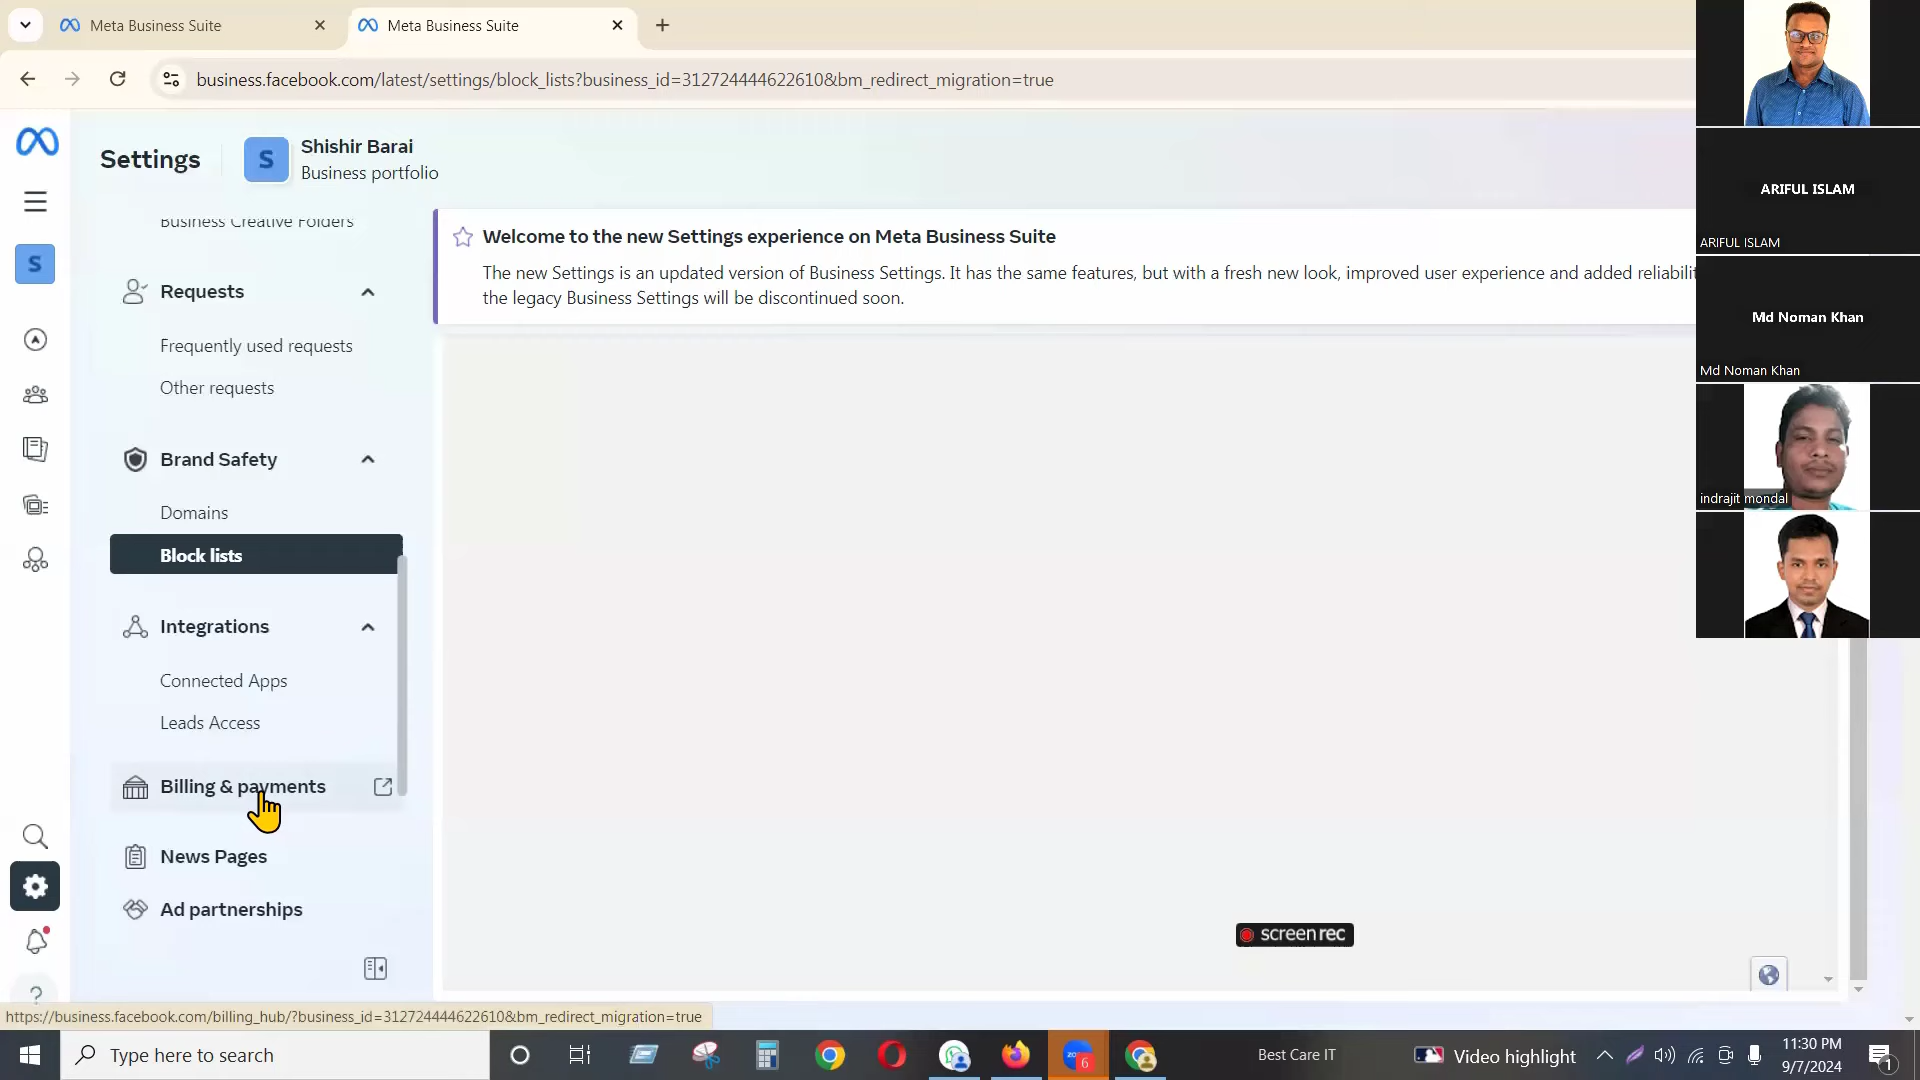 Meta Business Suite
Meta Business Suite
business.facebook.com/latest/settings/block_lists?business_id=312724444622610&bm_redirect_migration=true
Settings
S
Shishir Barai
Business portfolio
S
Business Creative Folders
Requests
Frequently used requests
Other requests
Brand Safety
Domains
Block lists
Integrations
Connected Apps
Leads Access
Billing & payments
News Pages
Ad partnerships
Welcome to the new Settings experience on Meta Business Suite
The new Settings is an updated version of Business Settings. It has the same features, but with a fresh new look, improved user experience and added reliabilit
the legacy Business Settings will be discontinued soon.
ARIFUL ISLAM
ARIFUL ISLAM
Md Noman Khan
Md Noman Khan
indrajit mondal
screenrec
?
https://business.facebook.com/billing_hub/?business_id=312724444622610&bm_redirect_migration=true
Type here to search
zo
6
Best Care IT
Video highlight
11:30 PM
9/7/2024
1